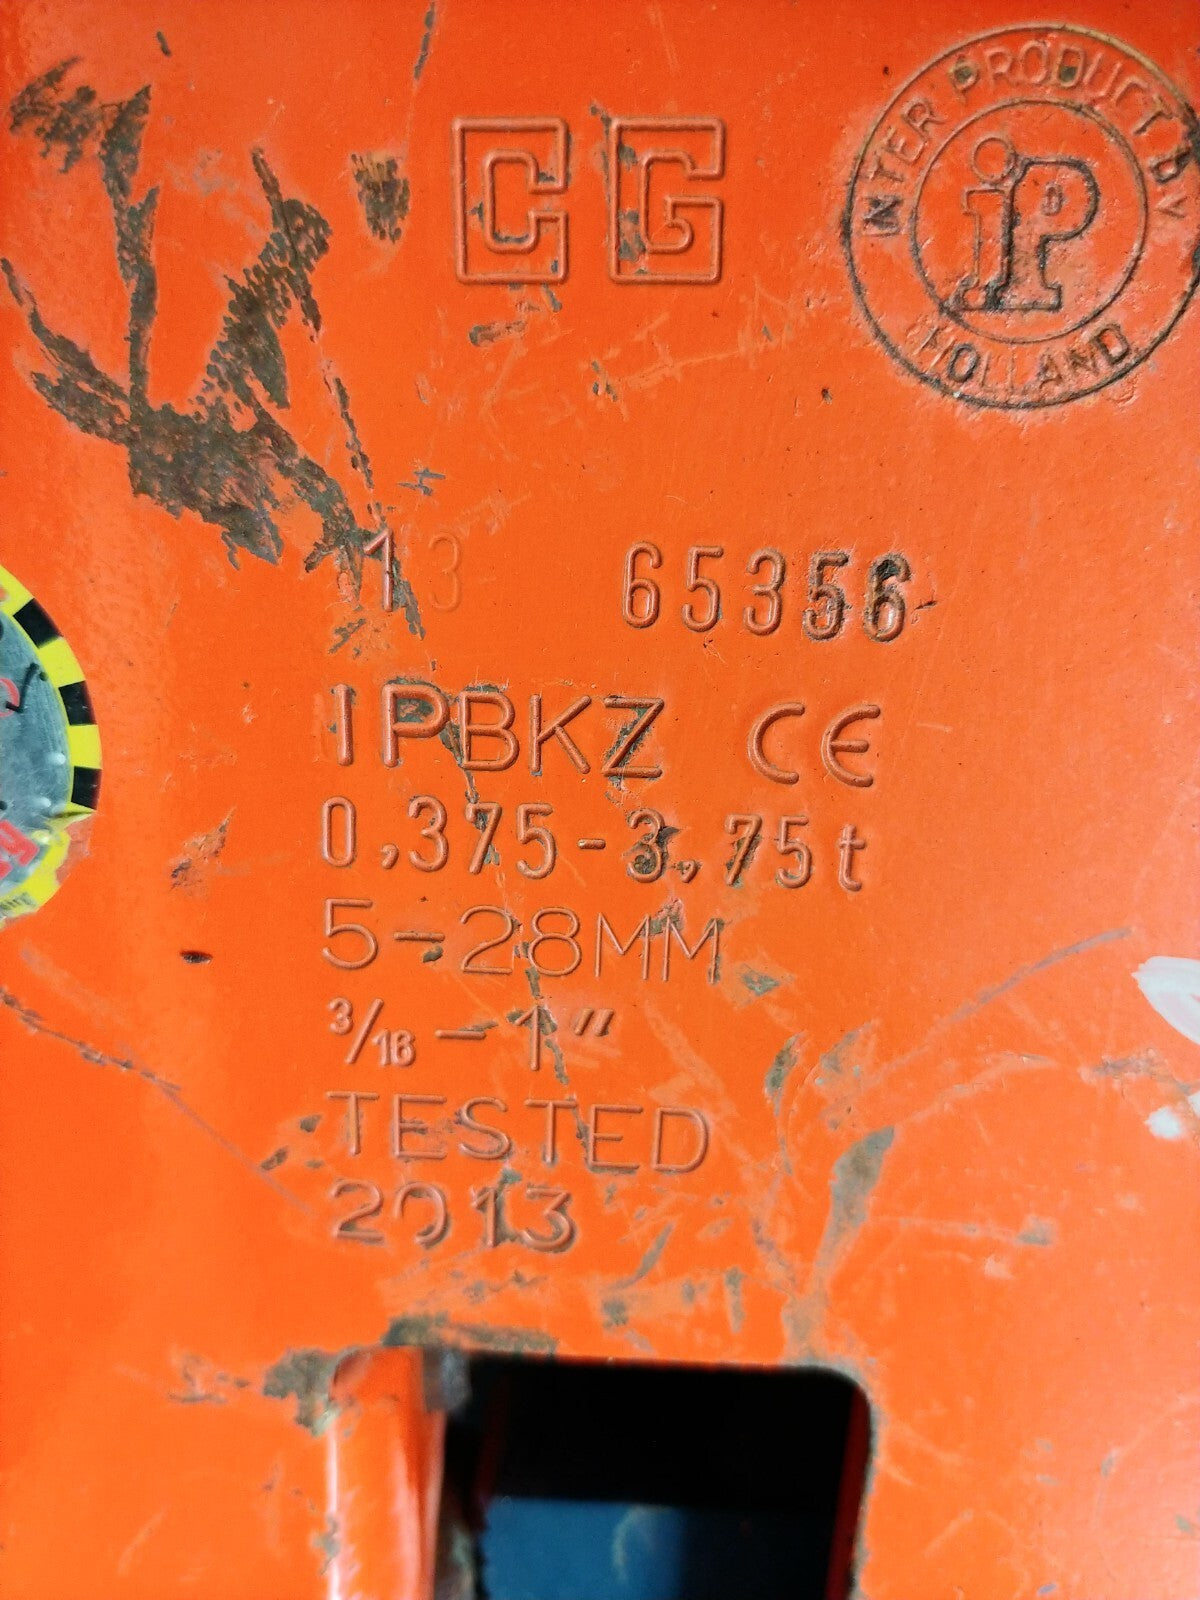 CG
INTER PRODUCT bv
iP
HOLLAND
13 65356
IPBKZ CE
0,375-3,75t
5-28MM
3/16-1"
TESTED
2013